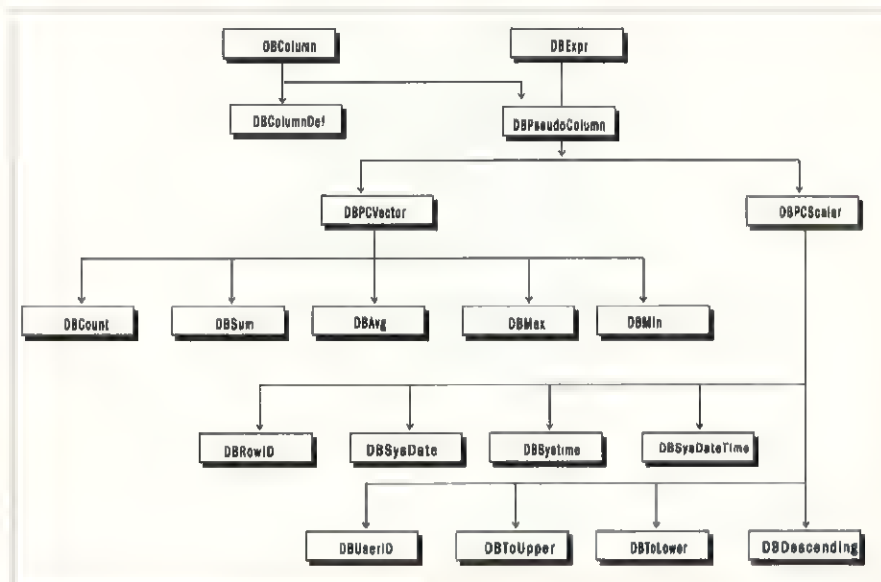 DBColumn
DBExpr
DBColumnDef
DBPseudoColumn
DBPCVector
DBPCScalar
DBCount
DBSum
DBAvg
DBMax
DBMin
DBRowID
DBSysDate
DBSystime
DBSysDateTime
DBUserID
DBToUpper
DBToLower
DBDescending